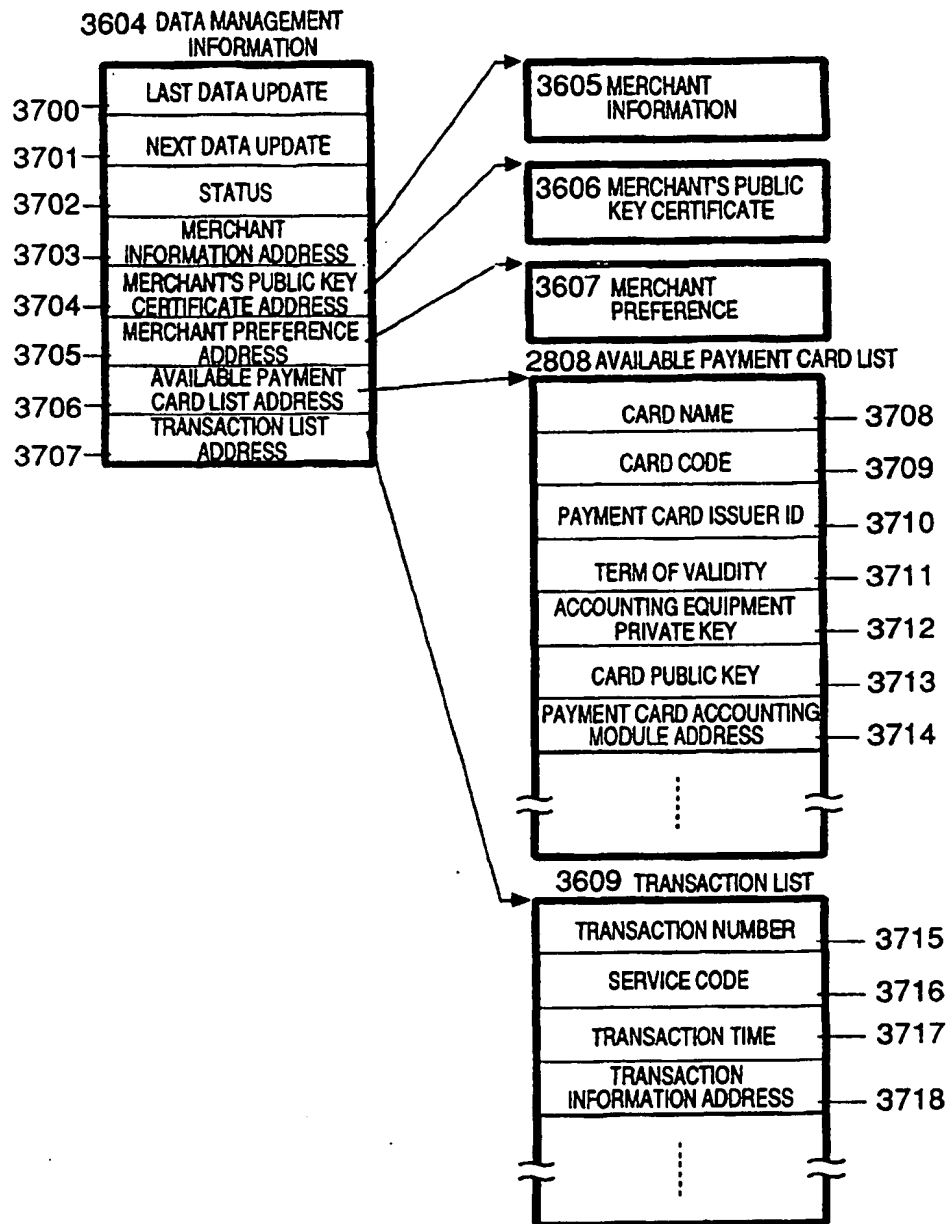 3604 DATA MANAGEMENT
INFORMATION
3700
LAST DATA UPDATE
3701
NEXT DATA UPDATE
3702
STATUS
3703
MERCHANT
INFORMATION ADDRESS
3704
MERCHANT'S PUBLIC KEY
CERTIFICATE ADDRESS
3705
MERCHANT PREFERENCE
ADDRESS
3706
AVAILABLE PAYMENT
CARD LIST ADDRESS
3707
TRANSACTION LIST
ADDRESS
3605 MERCHANT
INFORMATION
3606 MERCHANT'S PUBLIC
KEY CERTIFICATE
3607 MERCHANT
PREFERENCE
2808 AVAILABLE PAYMENT CARD LIST
CARD NAME
3708
CARD CODE
3709
PAYMENT CARD ISSUER ID
3710
TERM OF VALIDITY
3711
ACCOUNTING EQUIPMENT
PRIVATE KEY
3712
CARD PUBLIC KEY
3713
PAYMENT CARD ACCOUNTING
MODULE ADDRESS
3714
3609 TRANSACTION LIST
TRANSACTION NUMBER
3715
SERVICE CODE
3716
TRANSACTION TIME
3717
TRANSACTION
INFORMATION ADDRESS
3718